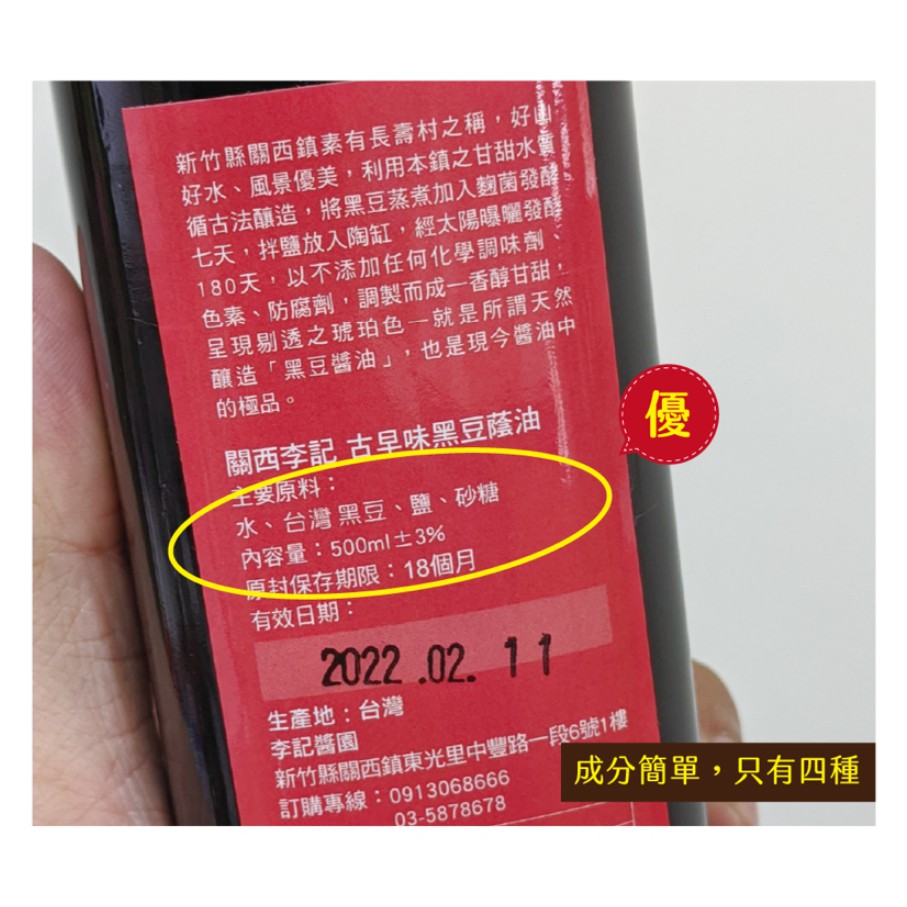 新竹縣關西鎮素有長壽村之稱，好山
好水、風景優美，利用本鎮之甘甜水質
循古法釀造，將黑豆蒸煮加入麴菌發酵
七天，拌鹽放入陶缸，經太陽曝曬發酵
180天，以不添加任何化學調味劑、
色素、防腐劑，調製而成一香醇甘甜，
呈現剔透之琥珀色—就是所謂天然
釀造「黑豆醬油」，也是現今醬油中
的極品。
優
關西李記 古早味黑豆蔭油
主要原料：
水、台灣 黑豆、鹽、砂糖
內容量：500ml±3%
原封保存期限：18個月
有效日期：
2022.02.11
生產地：台灣
李記醬園
新竹縣關西鎮東光里中豐路一段6號1樓
訂購專線：0913068666
03-5878678
成分簡單，只有四種